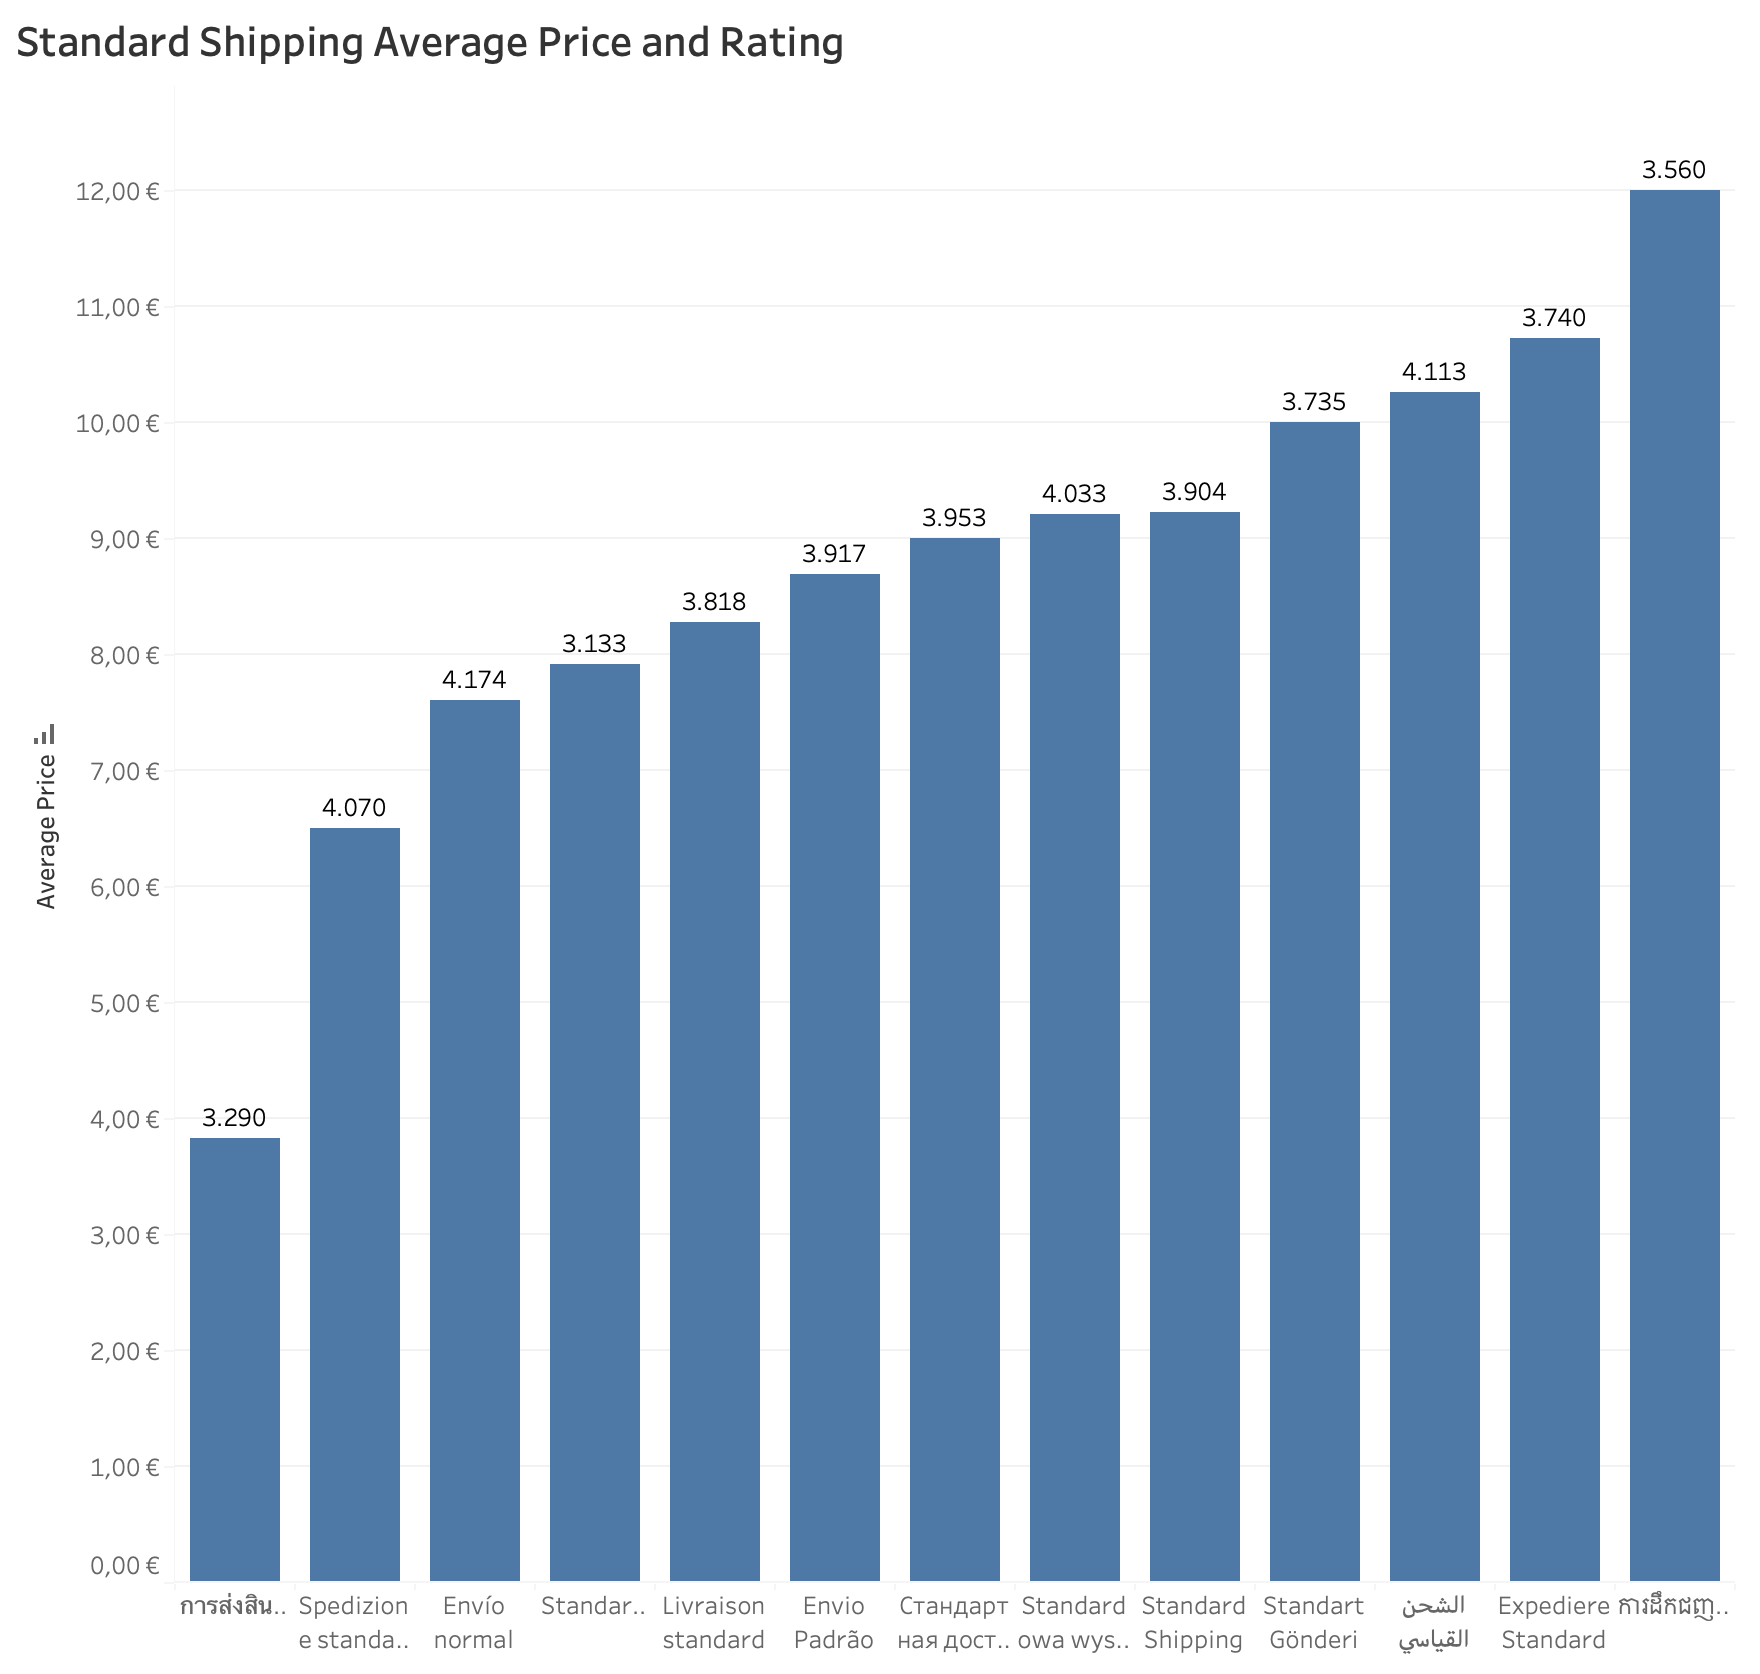 Standard Shipping Average Price and Rating
12,00 €
11,00 €
10,00 €
9,00 €
8,00 €
7,00 €
6,00 €
5,00 €
4,00 €
3,00 €
2,00 €
1,00 €
0,00 €
Average Price
3.290
4.070
4.174
3.133
3.818
3.917
3.953
4.033
3.904
3.735
4.113
3.740
3.560
การส่งสิน..
Spedizion
e standa..
Envío
normal
Standar..
Livraison
standard
Envio
Padrão
Стандарт
ная дост..
Standard
owa wys..
Standard
Shipping
Standart
Gönderi
الشحن
القياسي
Expediere
Standard
ការដឹកជញ..